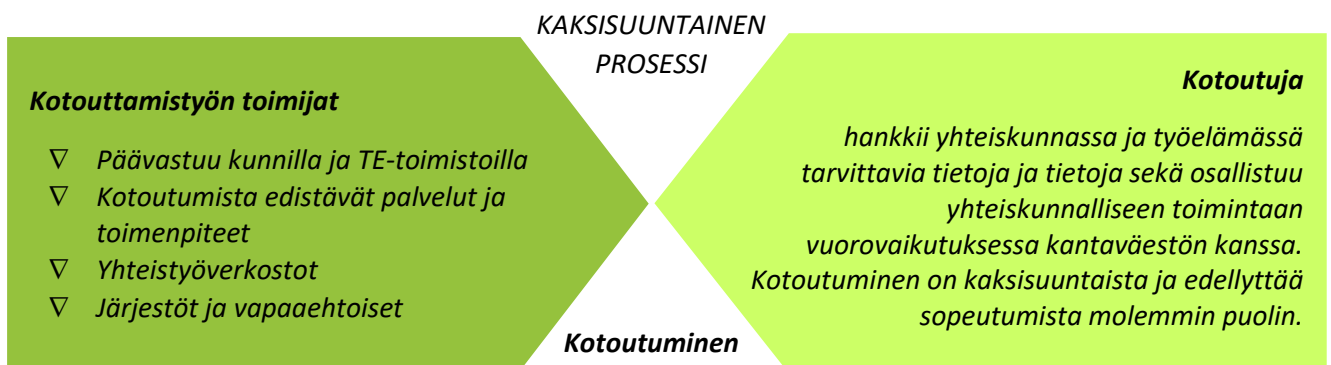 KAKSISUUNTAINEN
PROSESSI
Kotouttamistyön toimijat
∇ Päävastuu kunnilla ja TE-toimistoilla
∇ Kotoutumista edistävät palvelut ja
toimenpiteet
∇ Yhteistyöverkostot
∇ Järjestöt ja vapaaehtoiset
Kotoutuja
hankkii yhteiskunnassa ja työelämässä
tarvittavia tietoja ja tietoja sekä osallistuu
yhteiskunnalliseen toimintaan
vuorovaikutuksessa kantaväestön kanssa.
Kotoutuminen on kaksisuuntaista ja edellyttää
sopeutumista molemmin puolin.
Kotoutuminen